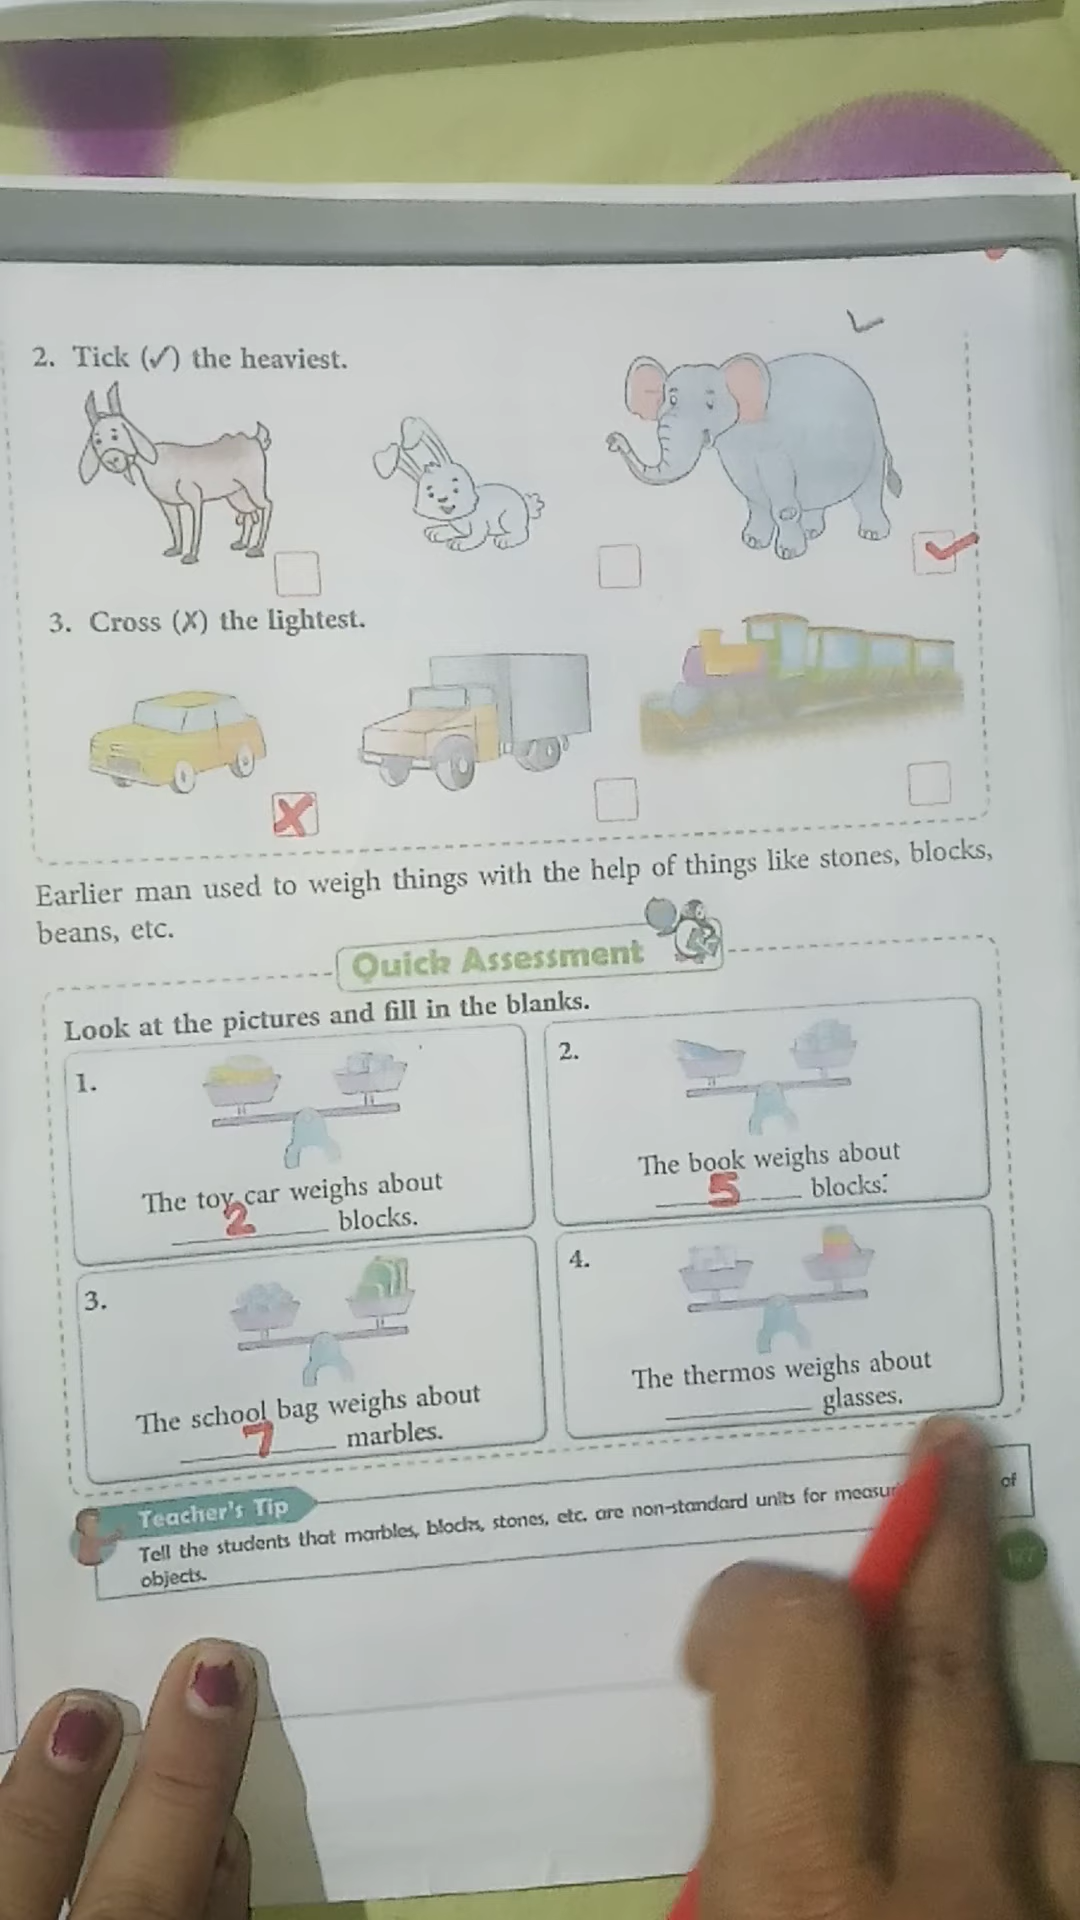 2. Tick (✓) the heaviest.
✓
✓
3. Cross (✗) the lightest.
X
Earlier man used to weigh things with the help of things like stones, blocks,
beans, etc.
Quick Assessment
Look at the pictures and fill in the blanks.
1.
The toy car weighs about
2 blocks.
2.
The book weighs about
5 blocks.
3.
The school bag weighs about
7 marbles.
4.
The thermos weighs about
glasses.
Teacher's Tip
Tell the students that marbles, blocks, stones, etc. are non-standard units for of
objects.